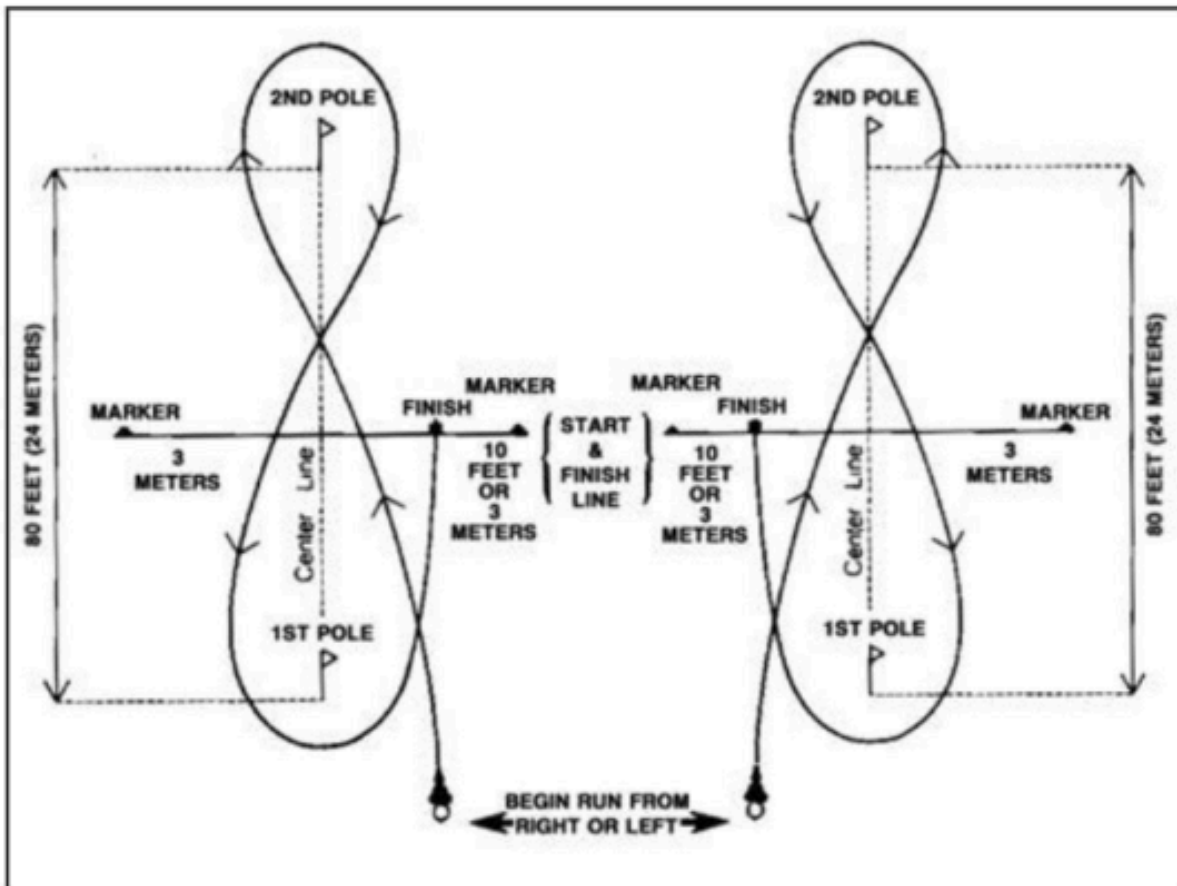 2ND POLE
2ND POLE
80 FEET (24 METERS)
80 FEET (24 METERS)
MARKER
3
METERS
FINISH
MARKER
10
FEET
OR
3
METERS
START
&
FINISH
LINE
MARKER
FINISH
10
FEET
OR
3
METERS
MARKER
3
METERS
Center Line
Center Line
1ST POLE
1ST POLE
BEGIN RUN FROM
RIGHT OR LEFT